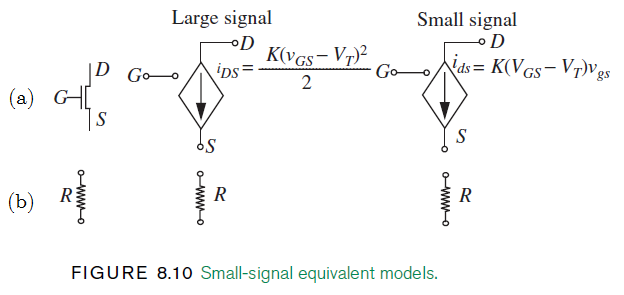 Large signal
Small signal
(a) G D S
G D S i_DS = K(v_GS − V_T)² / 2
G D S i_ds = K(V_GS − V_T)v_gs
(b) R R R
FIGURE 8.10 Small-signal equivalent models.